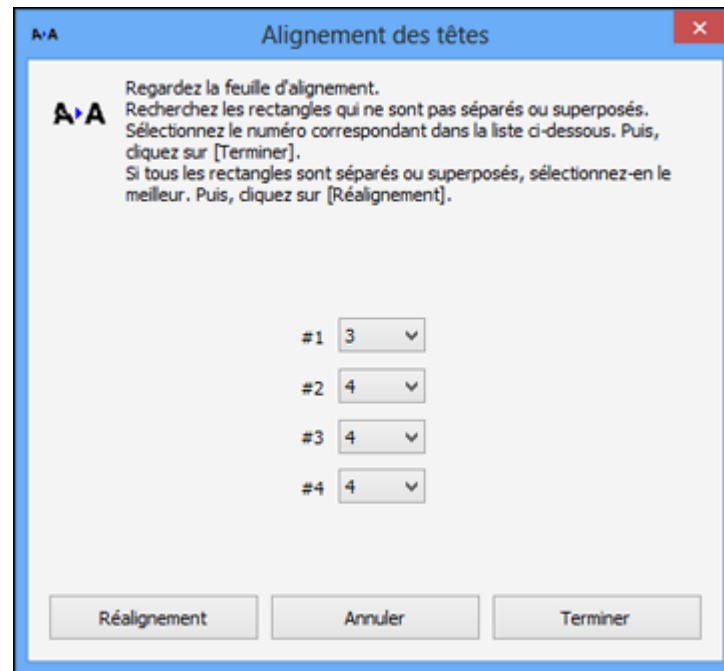 A▸A Alignement des têtes
A▸A
Regardez la feuille d'alignement.
Recherchez les rectangles qui ne sont pas séparés ou superposés.
Sélectionnez le numéro correspondant dans la liste ci-dessous. Puis,
cliquez sur [Terminer].
Si tous les rectangles sont séparés ou superposés, sélectionnez-en le
meilleur. Puis, cliquez sur [Réalignement].
#1 3
#2 4
#3 4
#4 4
Réalignement Annuler Terminer